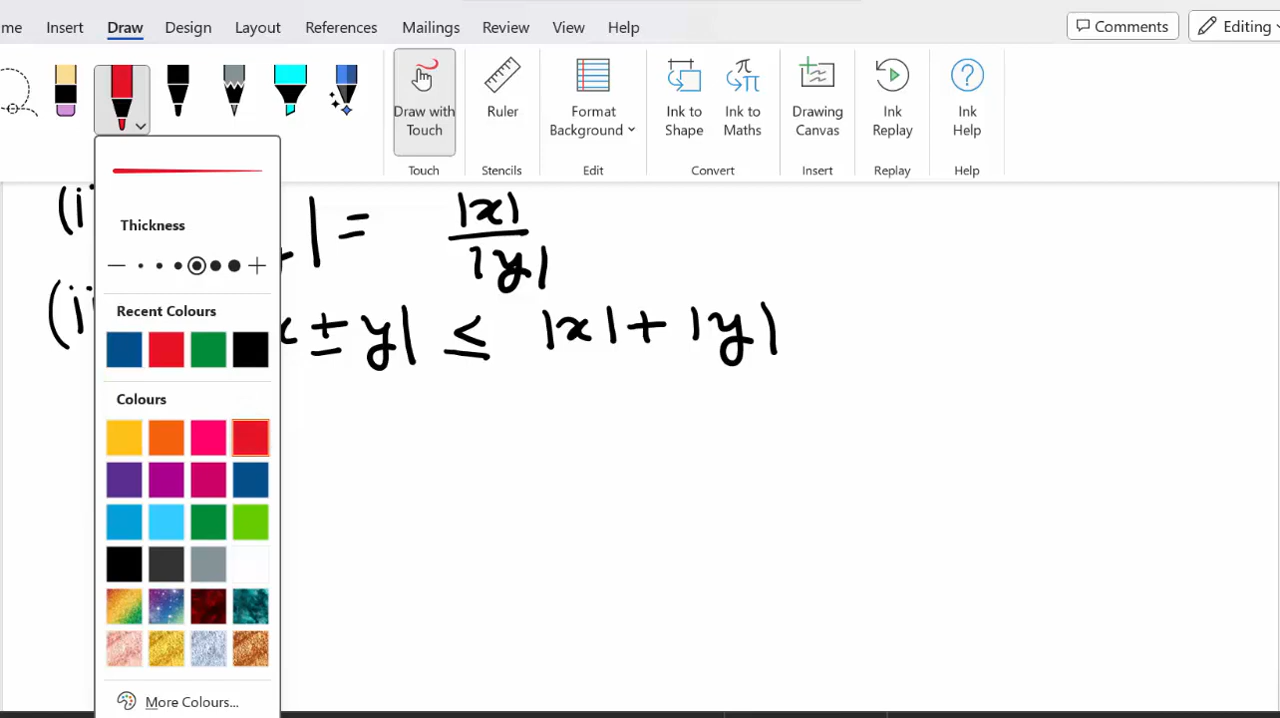 me Insert Draw Design Layout References Mailings Review View Help Comments Editing
Draw with Touch
Ruler
Format Background
Ink to Shape
Ink to Maths
Drawing Canvas
Ink Replay
Ink Help
Touch Stencils Edit Convert Insert Replay Help
Thickness
Recent Colours
Colours
More Colours...
| = |x| / |y|
x ± y| ≤ |x| + |y|